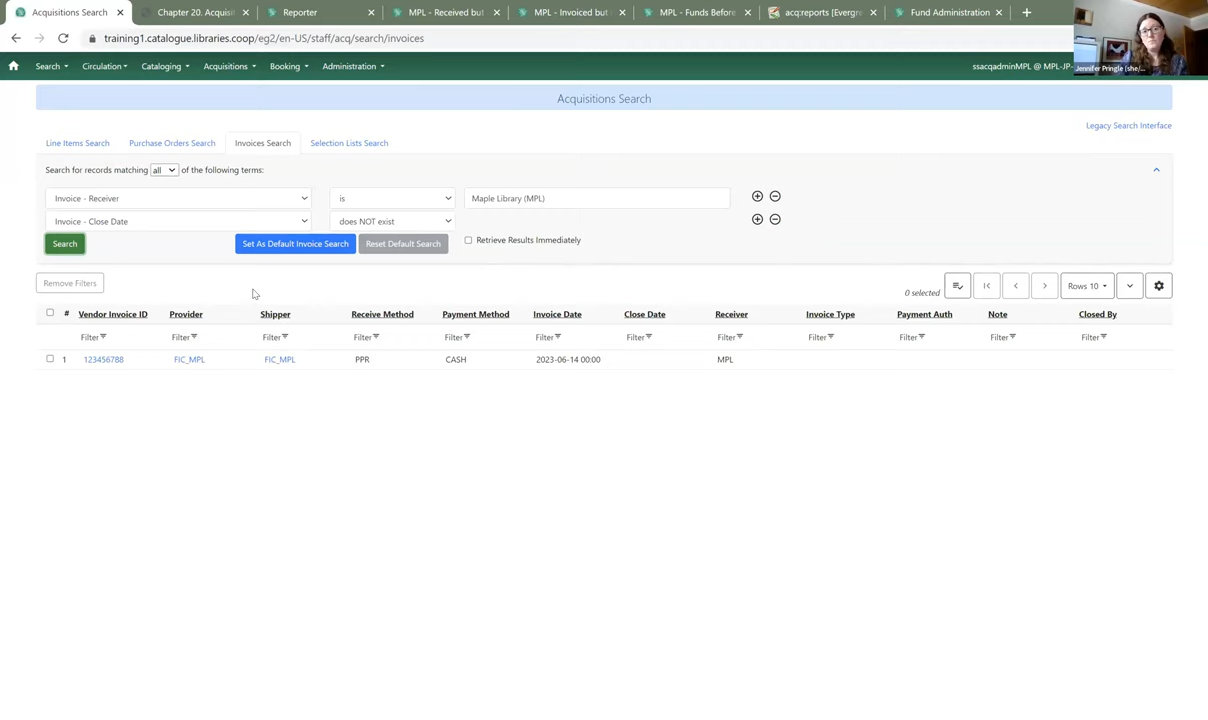 Acquisitions Search
Chapter 20. Acquisiti
Reporter
MPL - Received but
MPL - Invoiced but
MPL - Funds Before
acq:reports [Evergre
Fund Administration
training1.catalogue.libraries.coop/eg2/en-US/staff/acq/search/invoices
Jennifer Pringle (she/...
Search Circulation Cataloging Acquisitions Booking Administration ssacqadminMPL @ MPL-JP-
Acquisitions Search
Legacy Search Interface
Line Items Search Purchase Orders Search Invoices Search Selection Lists Search
Search for records matching all of the following terms:
Invoice - Receiver is Maple Library (MPL)
Invoice - Close Date does NOT exist
Search Set As Default Invoice Search Reset Default Search Retrieve Results Immediately
Remove Filters 0 selected Rows 10
# Vendor Invoice ID Provider Shipper Receive Method Payment Method Invoice Date Close Date Receiver Invoice Type Payment Auth Note Closed By
Filter Filter Filter Filter Filter Filter Filter Filter Filter Filter Filter Filter
1 123456788 FIC_MPL FIC_MPL PPR CASH 2023-06-14 00:00 MPL